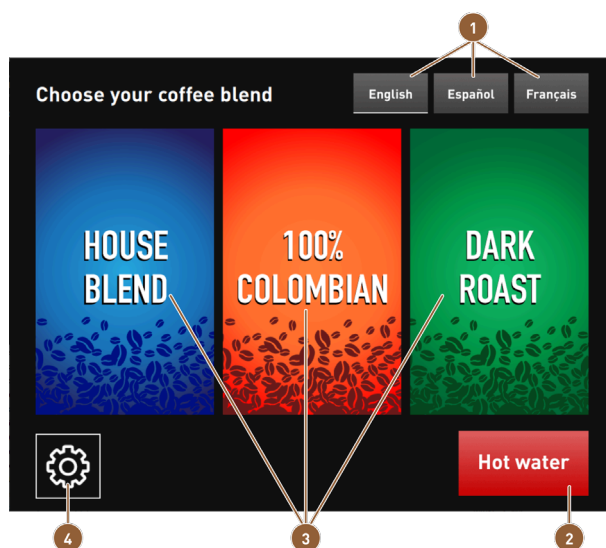 1
Choose your coffee blend
English
Español
Français
HOUSE
BLEND
100%
COLOMBIAN
DARK
ROAST
Hot water
4
3
2